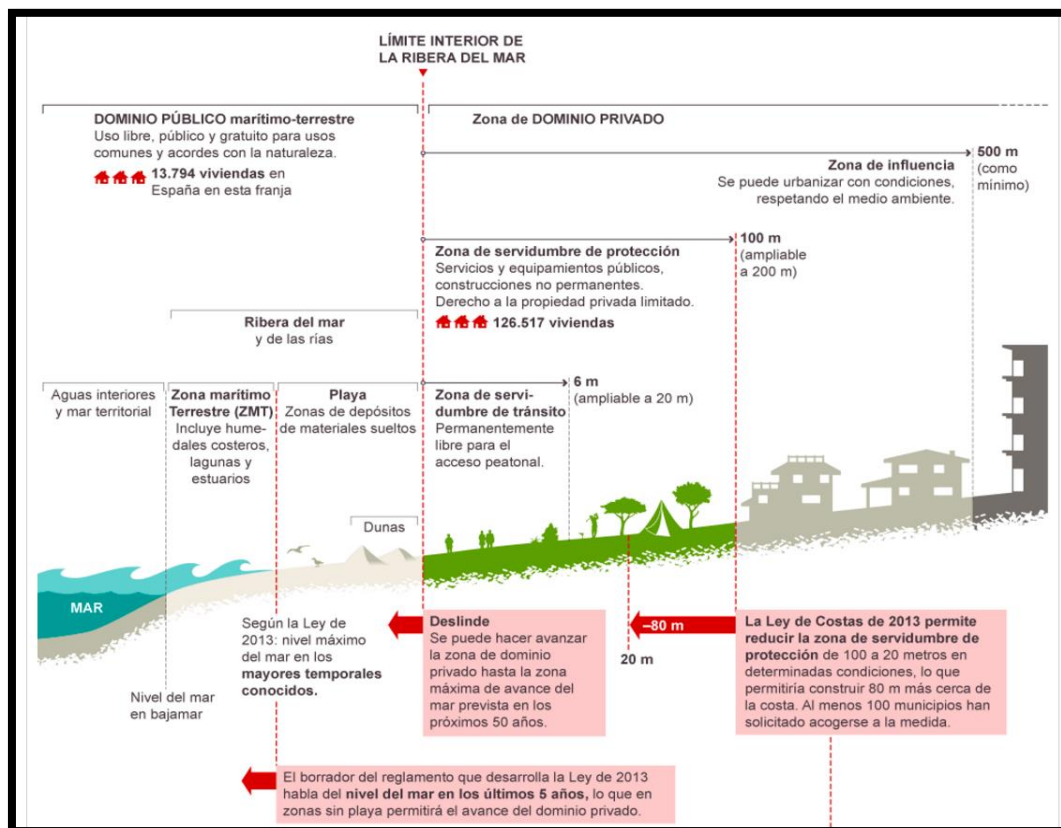 LÍMITE INTERIOR DE
LA RIBERA DEL MAR
DOMINIO PÚBLICO marítimo-terrestre
Uso libre, público y gratuito para usos
comunes y acordes con la naturaleza.
13.794 viviendas en
España en esta franja
Zona de DOMINIO PRIVADO
Zona de influencia
Se puede urbanizar con condiciones,
respetando el medio ambiente.
500 m
(como
mínimo)
Zona de servidumbre de protección
Servicios y equipamientos públicos,
construcciones no permanentes.
Derecho a la propiedad privada limitado.
126.517 viviendas
100 m
(ampliable
a 200 m)
Ribera del mar
y de las rías
Aguas interiores
y mar territorial
Zona marítimo
Terrestre (ZMT)
Incluye hume-
dales costeros,
lagunas y
estuarios
Playa
Zonas de depósitos
de materiales sueltos
Zona de servi-
dumbre de tránsito
Permanentemente
libre para el
acceso peatonal.
6 m
(ampliable a 20 m)
Dunas
MAR
Nivel del mar
en bajamar
Según la Ley de
2013: nivel máximo
del mar en los
mayores temporales
conocidos.
Deslinde
Se puede hacer avanzar
la zona de dominio
privado hasta la zona
máxima de avance del
mar prevista en los
próximos 50 años.
–80 m
20 m
La Ley de Costas de 2013 permite
reducir la zona de servidumbre de
protección de 100 a 20 metros en
determinadas condiciones, lo que
permitiría construir 80 m más cerca de
la costa. Al menos 100 municipios han
solicitado acogerse a la medida.
El borrador del reglamento que desarrolla la Ley de 2013
habla del nivel del mar en los últimos 5 años, lo que en
zonas sin playa permitirá el avance del dominio privado.